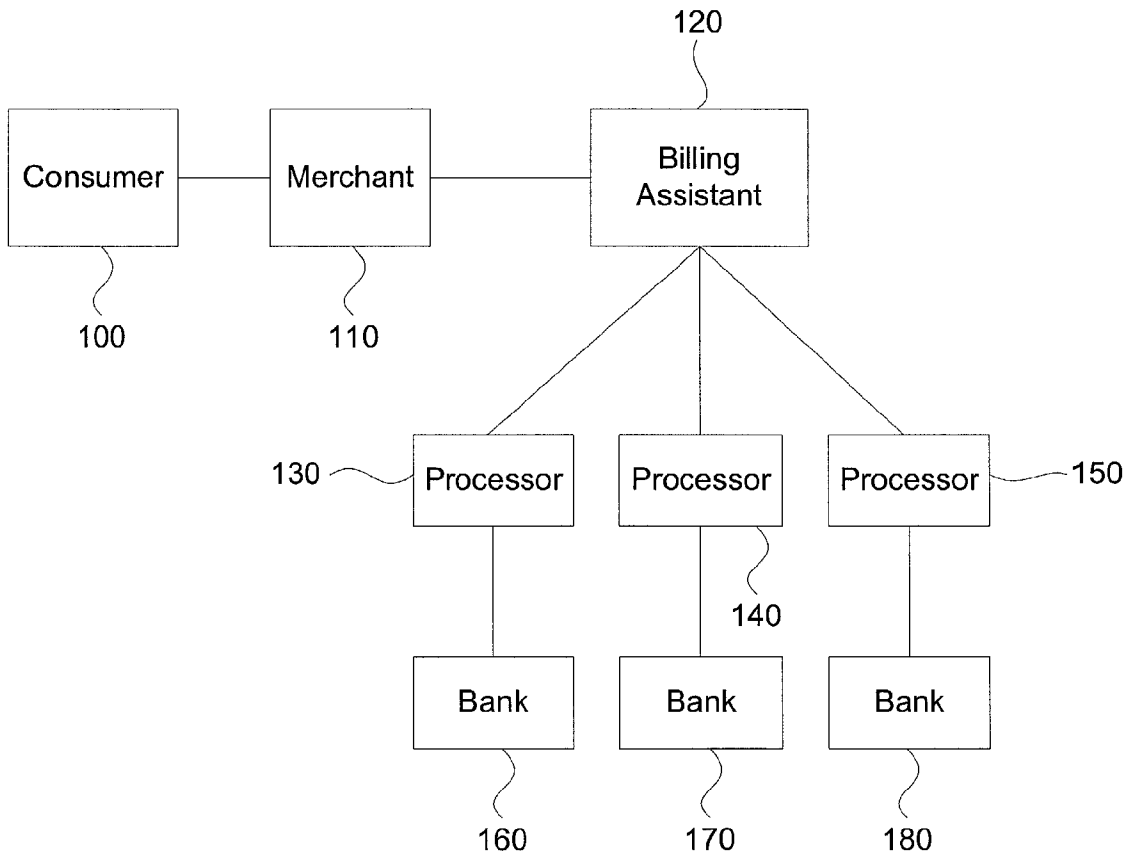 120
Consumer
Merchant
Billing
Assistant
100
110
130
Processor
Processor
Processor
150
140
Bank
Bank
Bank
160
170
180